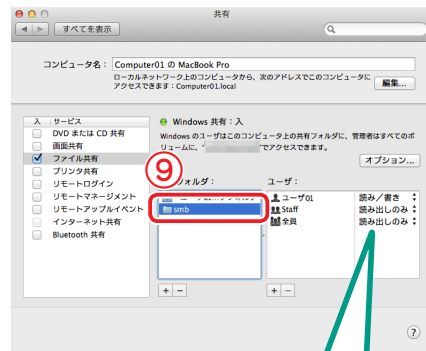 共有
すべてを表示
コンピュータ名： Computer01 の MacBook Pro
ローカルネットワーク上のコンピュータから、次のアドレスでこのコンピュータに
アクセスできます：Computer01.local
編集...
入 サービス
DVD または CD 共有
画面共有
ファイル共有
プリンタ共有
リモートログイン
リモートマネージメント
リモートアップルイベント
インターネット共有
Bluetooth 共有
Windows 共有：入
Windows のユーザはこのコンピュータ上の共有フォルダに、管理者はすべてのボ
リュームに、" "でアクセスできます。
オプション...
⑨
フォルダ：
smb
ユーザ：
ユーザ01 読み／書き
Staff 読み出しのみ
全員 読み出しのみ
+ −
+ −
?